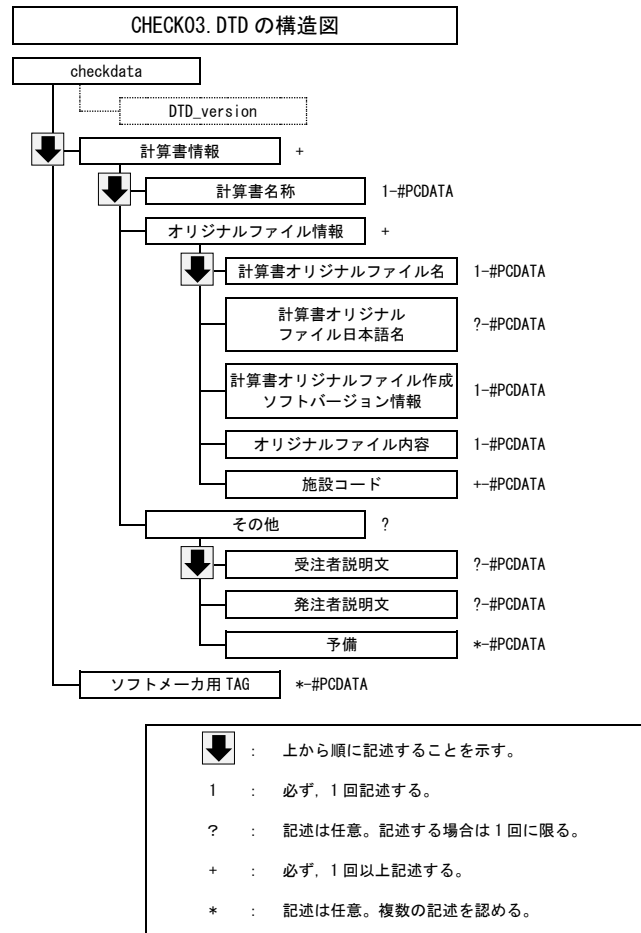 CHECK03.DTD の構造図
checkdata
DTD_version
計算書情報 +
計算書名称 1-#PCDATA
オリジナルファイル情報 +
計算書オリジナルファイル名 1-#PCDATA
計算書オリジナル
ファイル日本語名 ?-#PCDATA
計算書オリジナルファイル作成
ソフトバージョン情報 1-#PCDATA
オリジナルファイル内容 1-#PCDATA
施設コード +-#PCDATA
その他 ?
受注者説明文 ?-#PCDATA
発注者説明文 ?-#PCDATA
予備 *-#PCDATA
ソフトメーカ用 TAG *-#PCDATA
: 上から順に記述することを示す。
1 : 必ず，1 回記述する。
? : 記述は任意。記述する場合は 1 回に限る。
+ : 必ず，1 回以上記述する。
* : 記述は任意。複数の記述を認める。